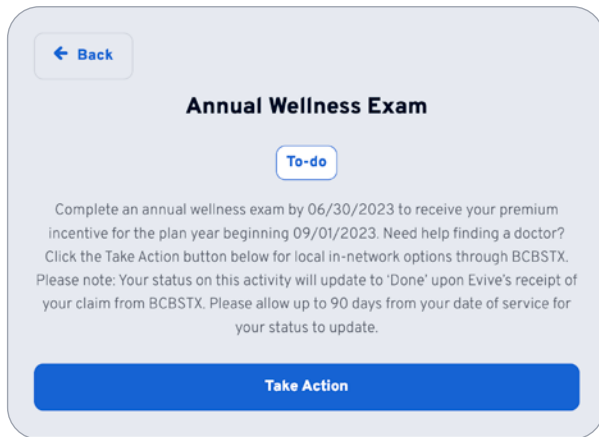 ← Back
Annual Wellness Exam
To-do
Complete an annual wellness exam by 06/30/2023 to receive your premium
incentive for the plan year beginning 09/01/2023. Need help finding a doctor?
Click the Take Action button below for local in-network options through BCBSTX.
Please note: Your status on this activity will update to 'Done' upon Evive's receipt of
your claim from BCBSTX. Please allow up to 90 days from your date of service for
your status to update.
Take Action